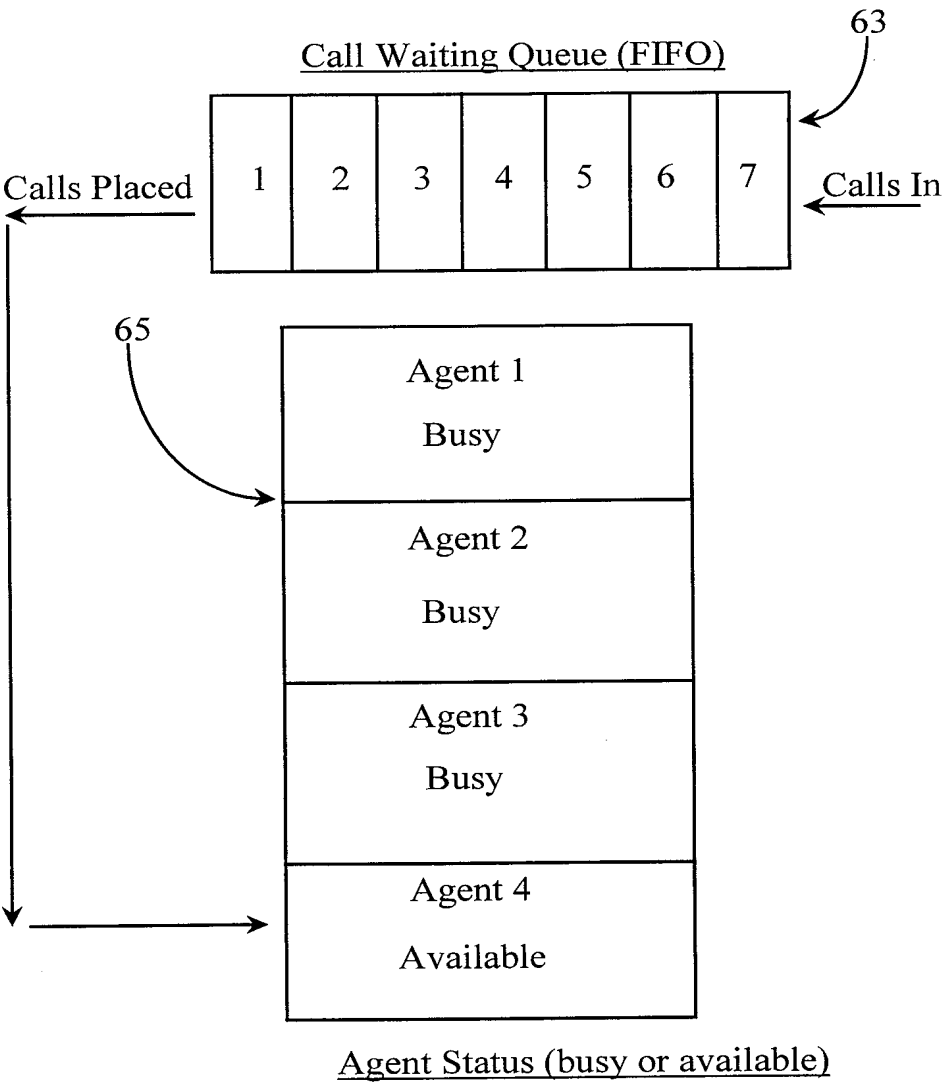 63
Call Waiting Queue (FIFO)
Calls Placed
1 2 3 4 5 6 7
Calls In
65
Agent 1
Busy
Agent 2
Busy
Agent 3
Busy
Agent 4
Available
Agent Status (busy or available)